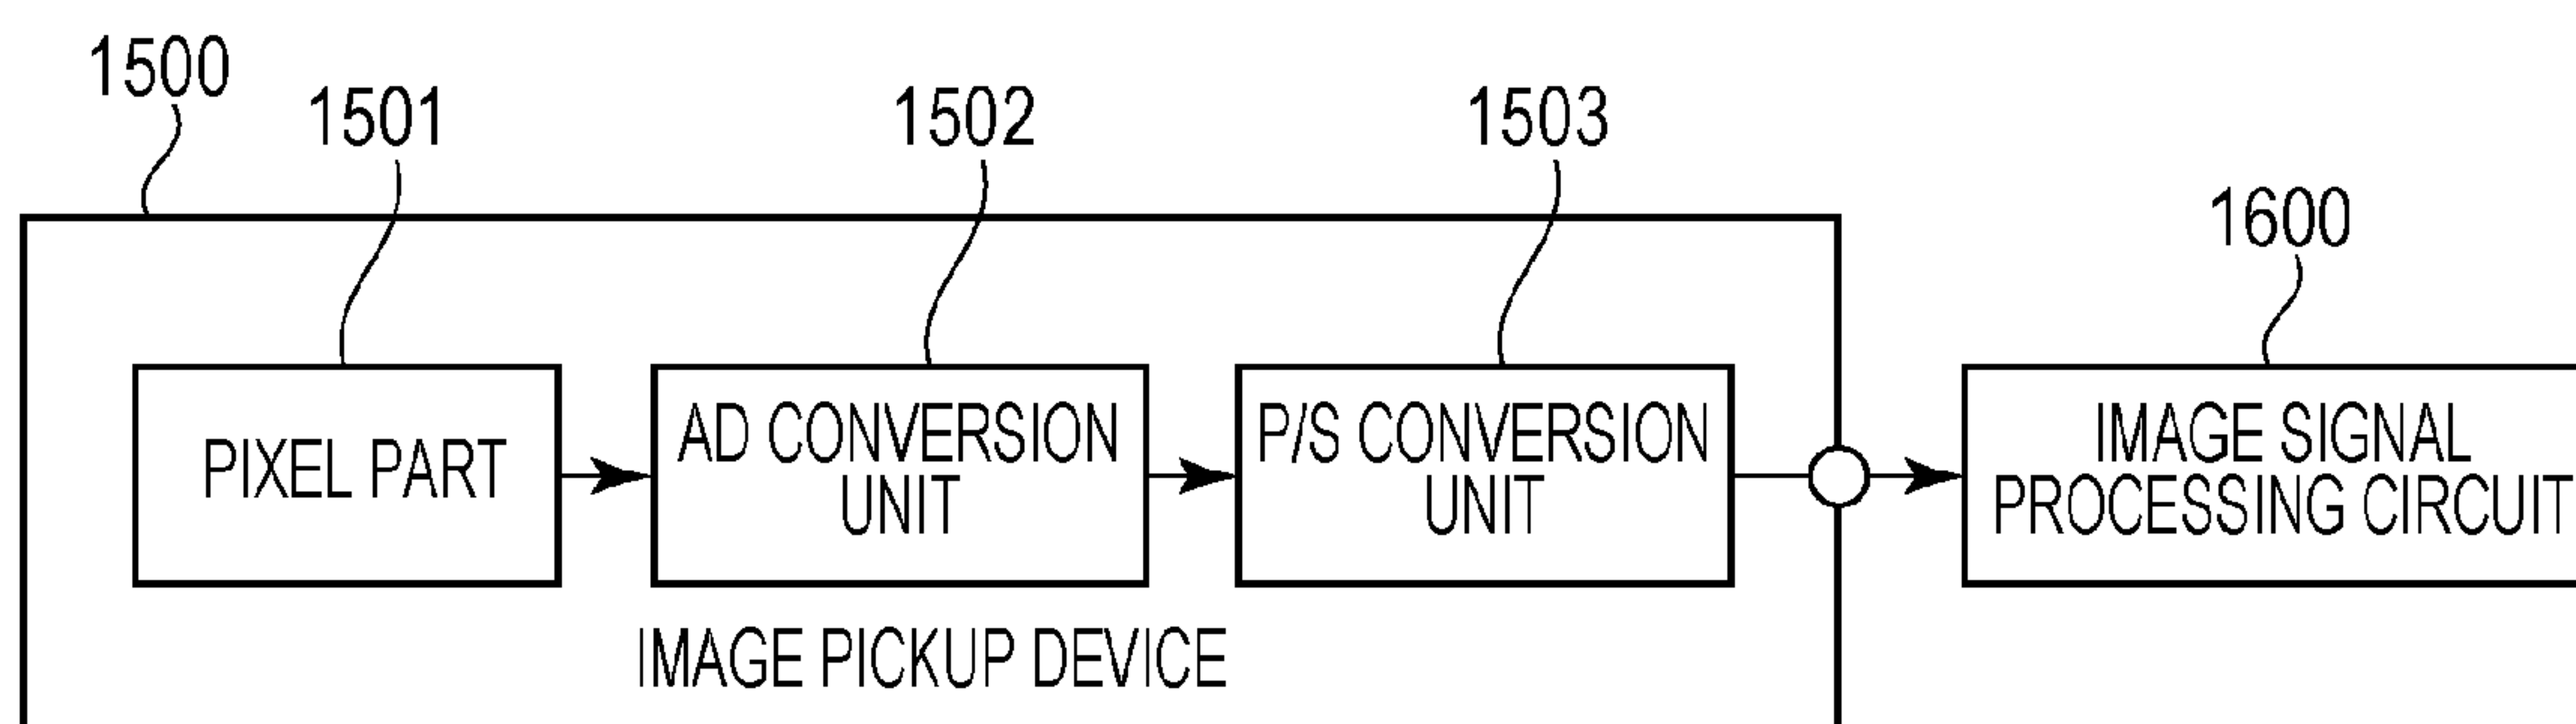 1500
1501
1502
1503
1600
PIXEL PART
AD CONVERSION
UNIT
P/S CONVERSION
UNIT
IMAGE SIGNAL
PROCESSING CIRCUIT
IMAGE PICKUP DEVICE